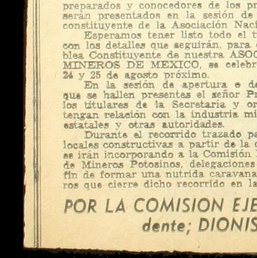 preparados y conocedores de los pr
serán presentados en la sesión de
constituyente de la Asociación Naci
Esperamos tener listo todo el t
con los detalles que seguirán, para
blea Constituyente de nuestra ASOC
MINEROS DE MEXICO, se celebr
24 y 25 de agosto próximo.
En la sesión de apertura e d
que se hallen presentes el señor Pr
los titulares de la Secretaría y or
tengan relación con la industria mi
estatales y otras autoridades.
Durante el recorrido trazado pa
locales constructivas a partir de la c
se irán incorporando a la Comisión
de Mineros Potosinos, delegaciones
fin de formar una nutrida caravana
ros que cierre dicho recorrido en la
POR LA COMISION EJE
dente; DIONIS